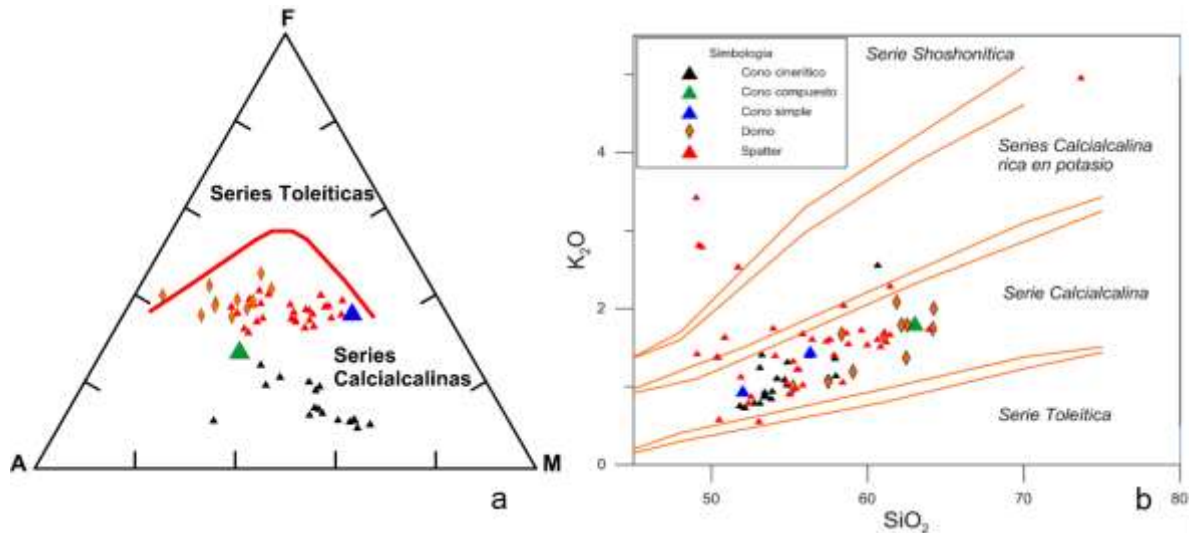 F
Series Toleíticas
Series
Calcialcalinas
A
M
a
Simbología
Cono cinerítico
Cono compuesto
Cono simple
Domo
Spatter
Serie Shoshonítica
Series Calcialcalina
rica en potasio
Serie Calcialcalina
Serie Toleítica
4
2
0
K₂O
50
60
70
80
SiO₂
b